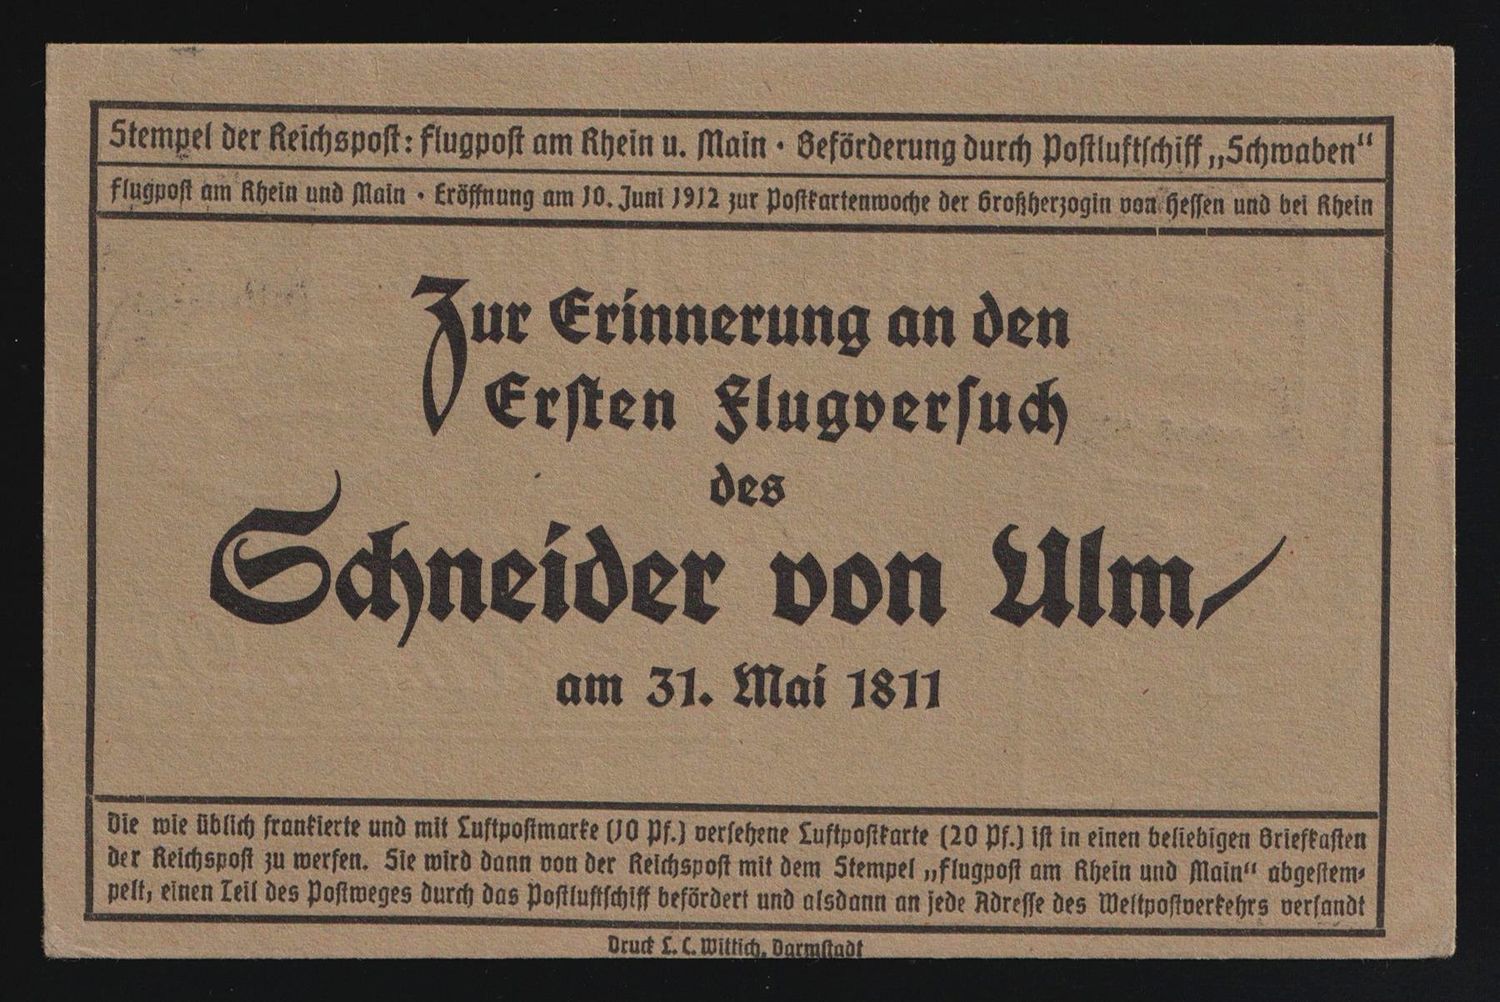 Stempel der Reichspost: Flugpost am Rhein u. Main · Beförderung durch Postluftschiff „Schwaben“
Flugpost am Rhein und Main · Eröffnung am 10. Juni 1912 zur Postkartenwoche der Großherzogin von Hessen und bei Rhein
Zur Erinnerung an den
Ersten Flugversuch
des
Schneider von Ulm
am 31. Mai 1811
Die wie üblich frankierte und mit Luftpostmarke (10 Pf.) versehene Luftpostkarte (20 Pf.) ist in einen beliebigen Briefkasten
der Reichspost zu werfen. Sie wird dann von der Reichspost mit dem Stempel „Flugpost am Rhein und Main“ abgestem-
pelt, einen Teil des Postweges durch das Postluftschiff befördert und alsdann an jede Adresse des Weltpostverkehrs versandt
Druck L. C. Wittich, Darmstadt